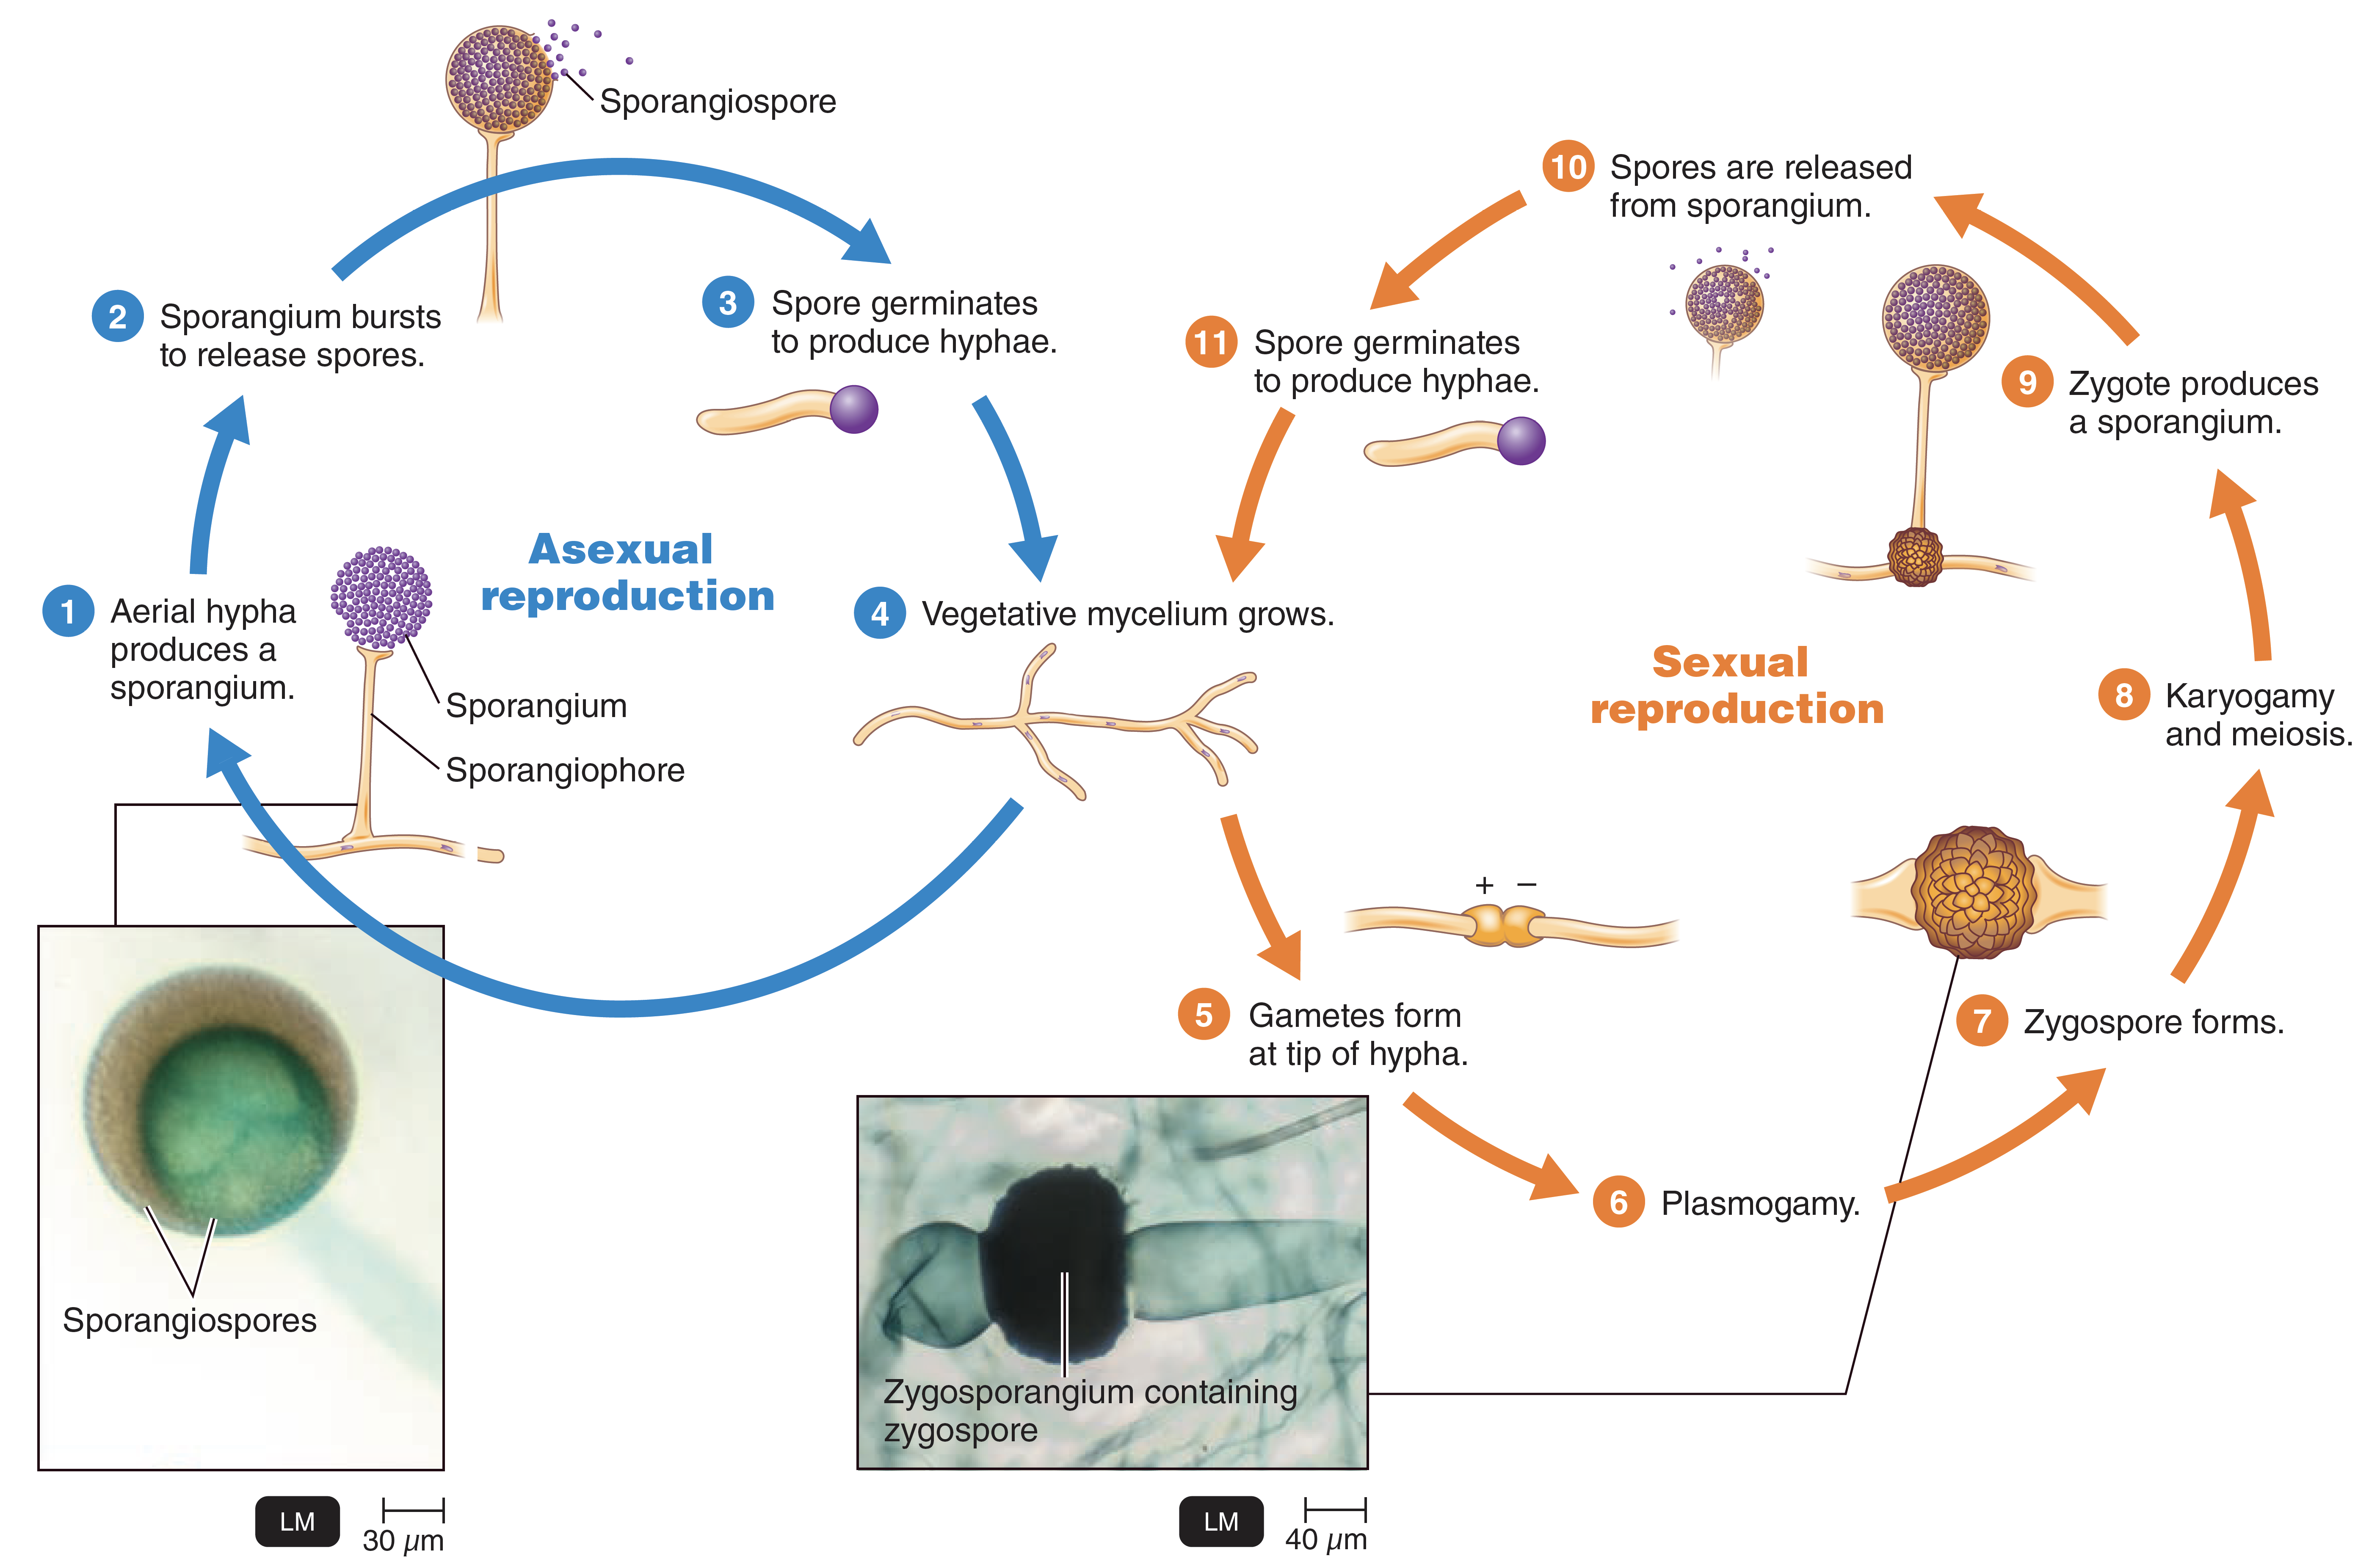 Sporangiospore
2 Sporangium bursts
to release spores.
3 Spore germinates
to produce hyphae.
Asexual
reproduction
1 Aerial hypha
produces a
sporangium.
Sporangium
Sporangiophore
4 Vegetative mycelium grows.
Sporangiospores
LM
30 µm
10 Spores are released
from sporangium.
11 Spore germinates
to produce hyphae.
9 Zygote produces
a sporangium.
Sexual
reproduction
8 Karyogamy
and meiosis.
+ −
5 Gametes form
at tip of hypha.
7 Zygospore forms.
6 Plasmogamy.
Zygosporangium containing
zygospore
LM
40 µm